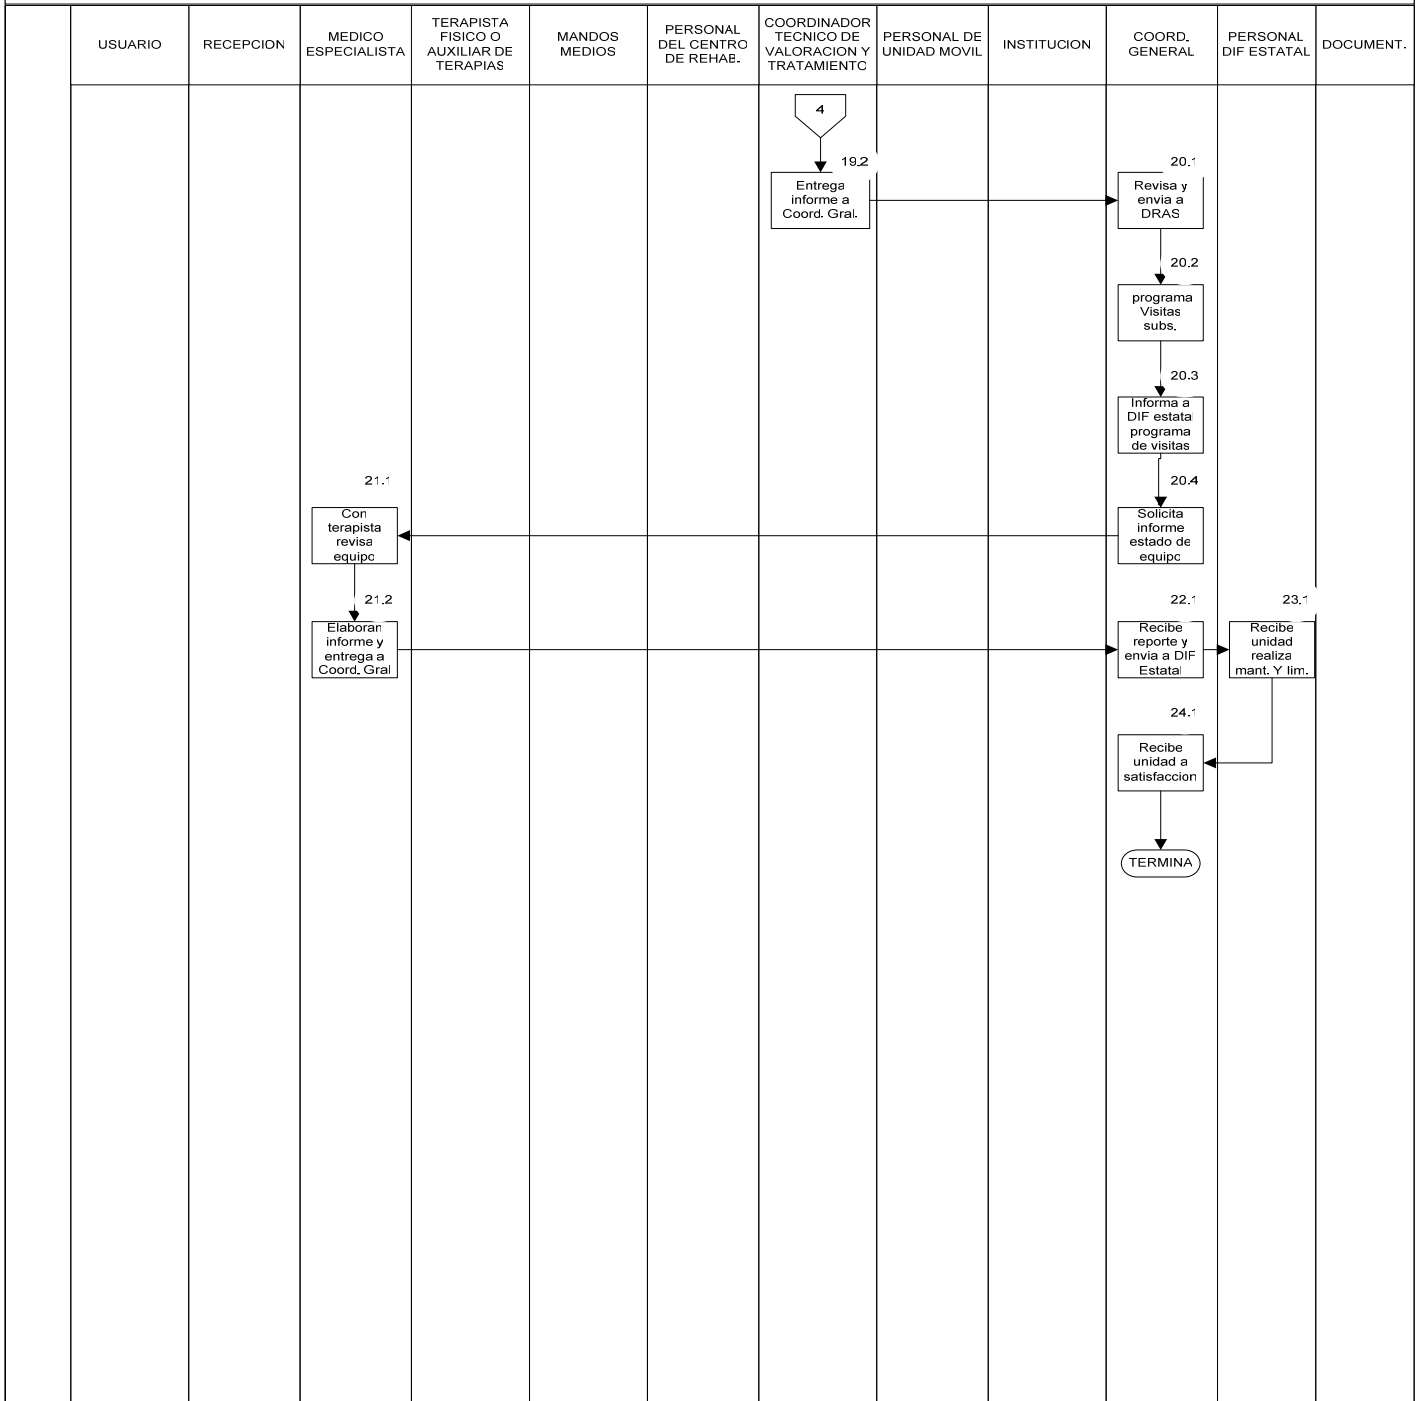 USUARIO
RECEPCION
MEDICO
ESPECIALISTA
TERAPISTA
FISICO O
AUXILIAR DE
TERAPIAS
MANDOS
MEDIOS
PERSONAL
DEL CENTRO
DE REHAB.
COORDINADOR
TECNICO DE
VALORACION Y
TRATAMIENTO
PERSONAL DE
UNIDAD MOVIL
INSTITUCION
COORD.
GENERAL
PERSONAL
DIF ESTATAL
DOCUMENT.
4
19.2
Entrega
informe a
Coord. Gral.
20.1
Revisa y
envia a
DRAS
20.2
programa
Visitas
subs.
20.3
Informa a
DIF estatal
programa
de visitas
20.4
Solicita
informe
estado de
equipo
21.1
Con
terapista
revisa
equipo
21.2
Elaboran
informe y
entrega a
Coord. Gral
22.1
Recibe
reporte y
envia a DIF
Estatal
23.1
Recibe
unidad
realiza
mant. Y lim.
24.1
Recibe
unidad a
satisfaccion
TERMINA